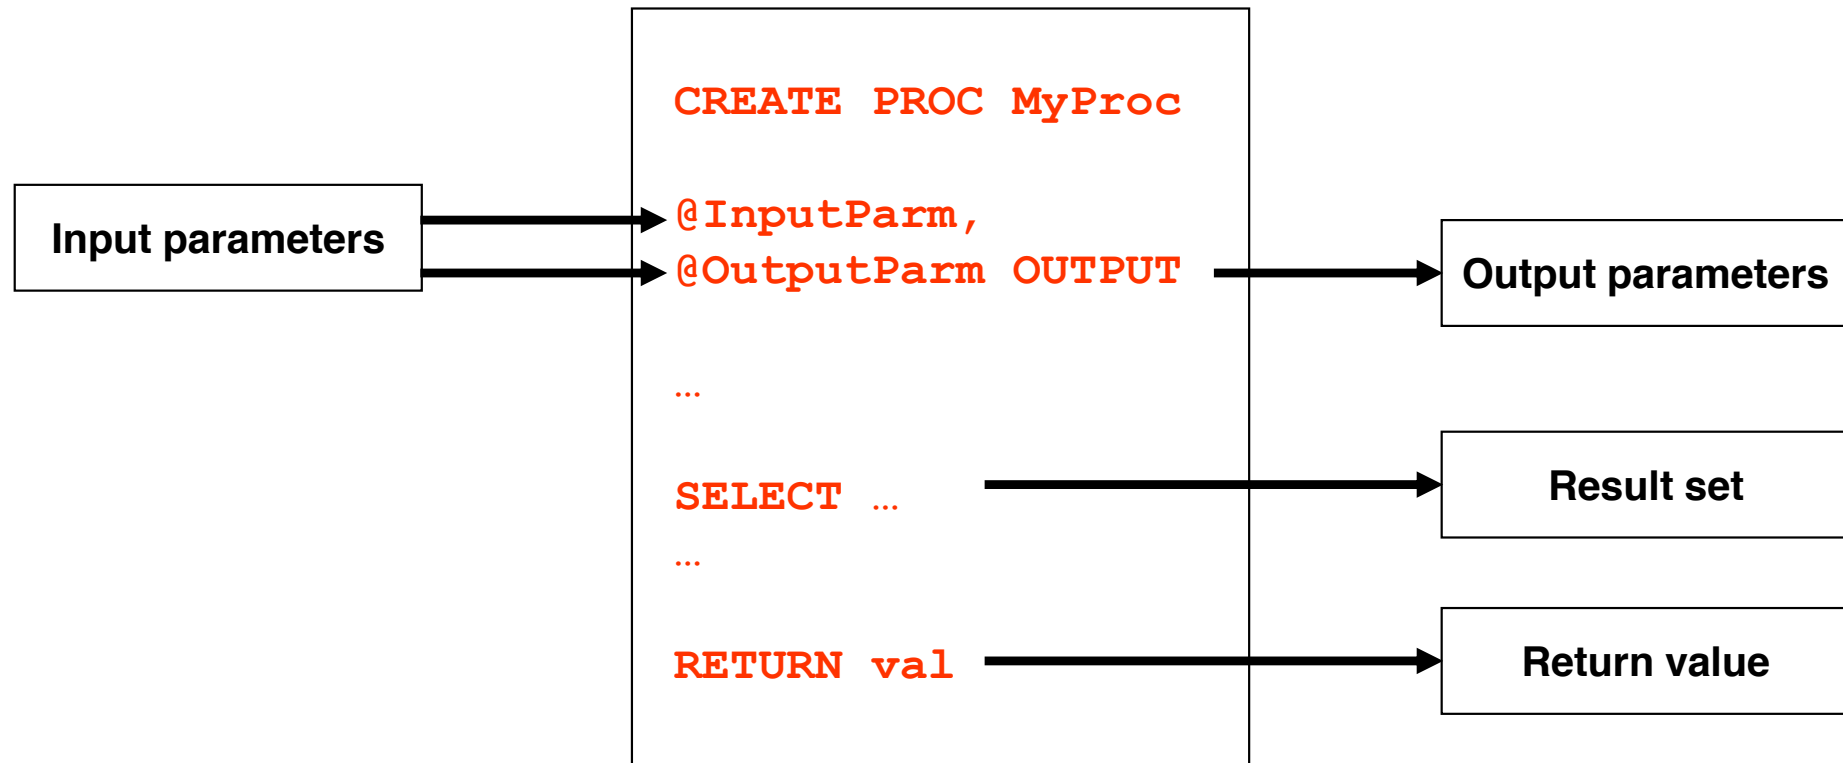 CREATE PROC MyProc
Input parameters
@InputParm,
@OutputParm OUTPUT
Output parameters
…
SELECT …
Result set
…
RETURN val
Return value